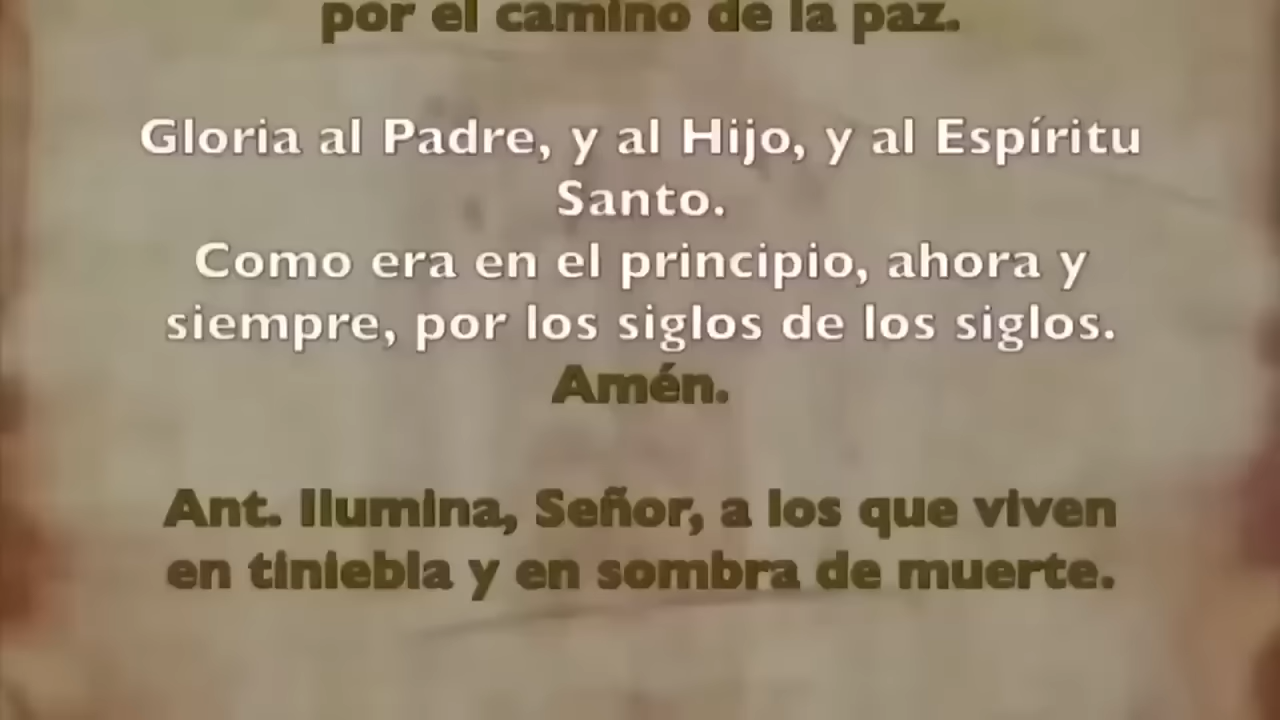 por el camino de la paz.
Gloria al Padre, y al Hijo, y al Espíritu
Santo.
Como era en el principio, ahora y
siempre, por los siglos de los siglos.
Amén.
Ant. Ilumina, Señor, a los que viven
en tiniebla y en sombra de muerte.